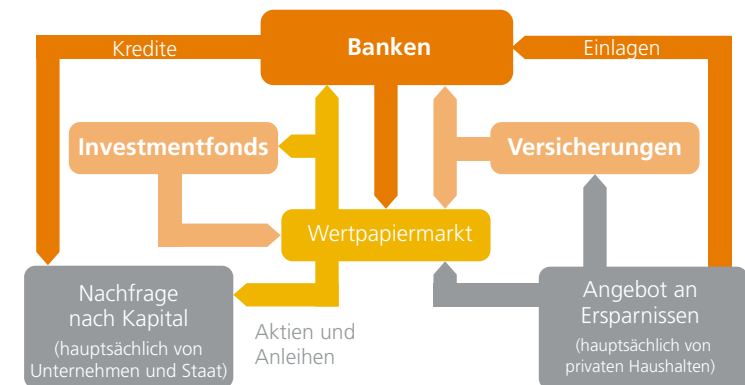 Kredite
Banken
Einlagen
Investmentfonds
Versicherungen
Wertpapiermarkt
Nachfrage
nach Kapital
(hauptsächlich von
Unternehmen und Staat)
Aktien und
Anleihen
Angebot an
Ersparnissen
(hauptsächlich von
privaten Haushalten)